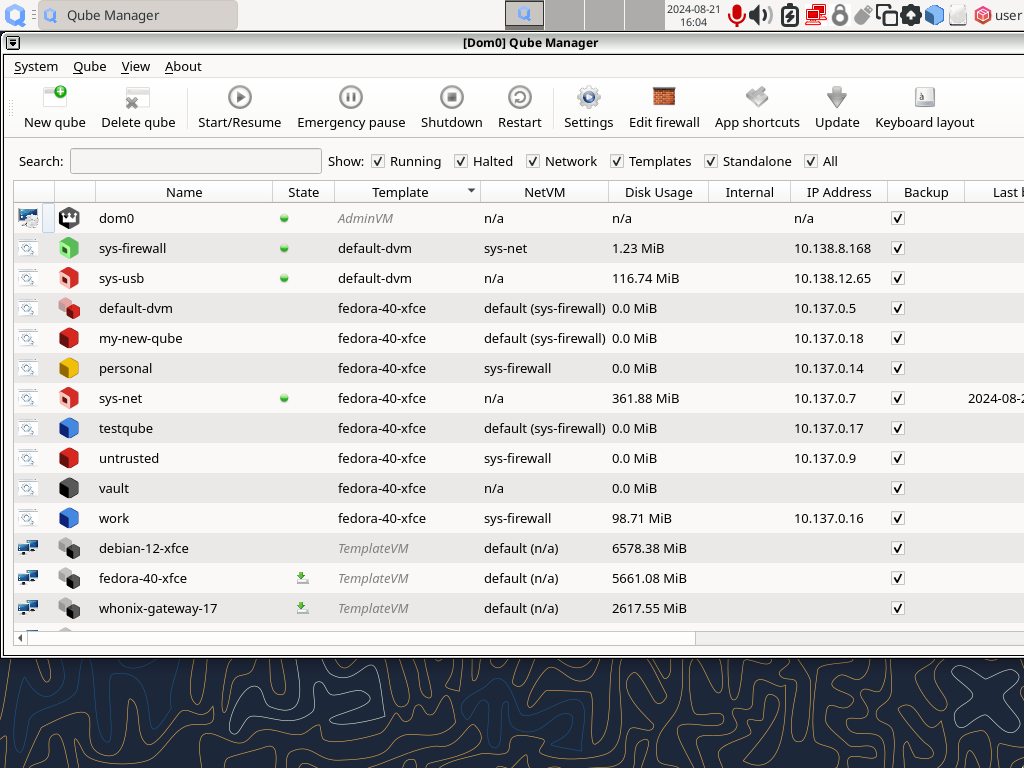 Qube Manager
2024-08-21
16:04
user
[Dom0] Qube Manager
System Qube View About
New qube Delete qube Start/Resume Emergency pause Shutdown Restart Settings Edit firewall App shortcuts Update Keyboard layout
Search: Show: Running Halted Network Templates Standalone All
Name State Template NetVM Disk Usage Internal IP Address Backup Last
dom0 AdminVM n/a n/a n/a
sys-firewall default-dvm sys-net 1.23 MiB 10.138.8.168
sys-usb default-dvm n/a 116.74 MiB 10.138.12.65
default-dvm fedora-40-xfce default (sys-firewall) 0.0 MiB 10.137.0.5
my-new-qube fedora-40-xfce default (sys-firewall) 0.0 MiB 10.137.0.18
personal fedora-40-xfce sys-firewall 0.0 MiB 10.137.0.14
sys-net fedora-40-xfce n/a 361.88 MiB 10.137.0.7 2024-08-2
testqube fedora-40-xfce default (sys-firewall) 0.0 MiB 10.137.0.17
untrusted fedora-40-xfce sys-firewall 0.0 MiB 10.137.0.9
vault fedora-40-xfce n/a 0.0 MiB
work fedora-40-xfce sys-firewall 98.71 MiB 10.137.0.16
debian-12-xfce TemplateVM default (n/a) 6578.38 MiB
fedora-40-xfce TemplateVM default (n/a) 5661.08 MiB
whonix-gateway-17 TemplateVM default (n/a) 2617.55 MiB